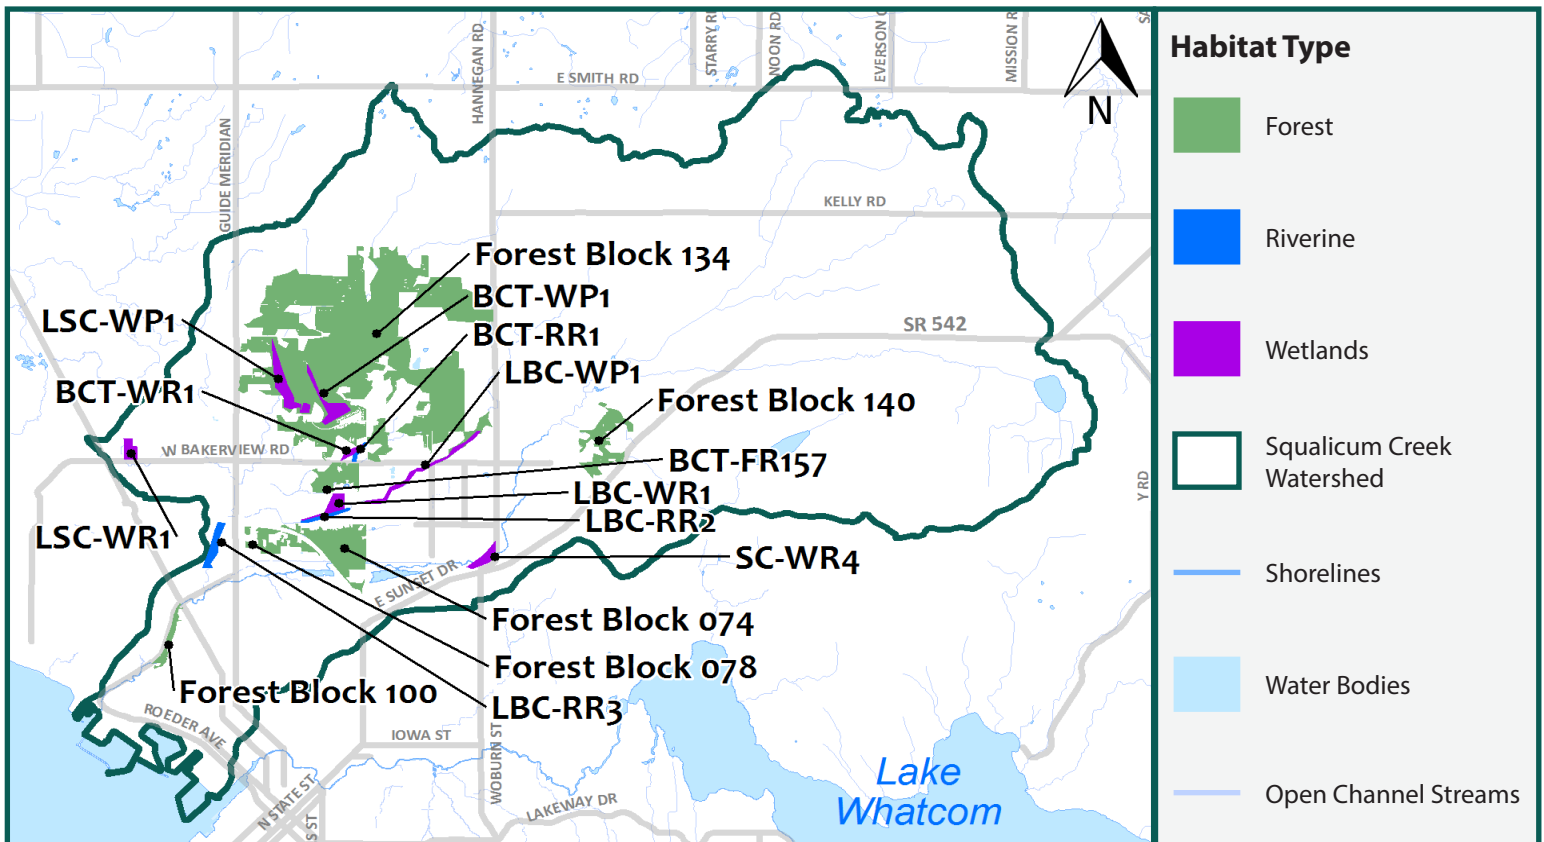 STARRY RD
NOON RD
EVERSON G
MISSION R
SA
HANNEGAN RD
E SMITH RD
N
GUIDE MERIDIAN
KELLY RD
Forest Block 134
BCT-WP1
LSC-WP1
BCT-RR1
SR 542
LBC-WP1
BCT-WR1
Forest Block 140
W BAKERVIEW RD
BCT-FR157
Y RD
LBC-WR1
LBC-RR2
LSC-WR1
SC-WR4
E SUNSET DR
Forest Block 074
Forest Block 078
Forest Block 100
LBC-RR3
ROEDER AVE
IOWA ST
WOBURN ST
N STATE ST
S ST
LAKEWAY DR
Lake
Whatcom
Habitat Type
Forest
Riverine
Wetlands
Squalicum Creek
Watershed
Shorelines
Water Bodies
Open Channel Streams